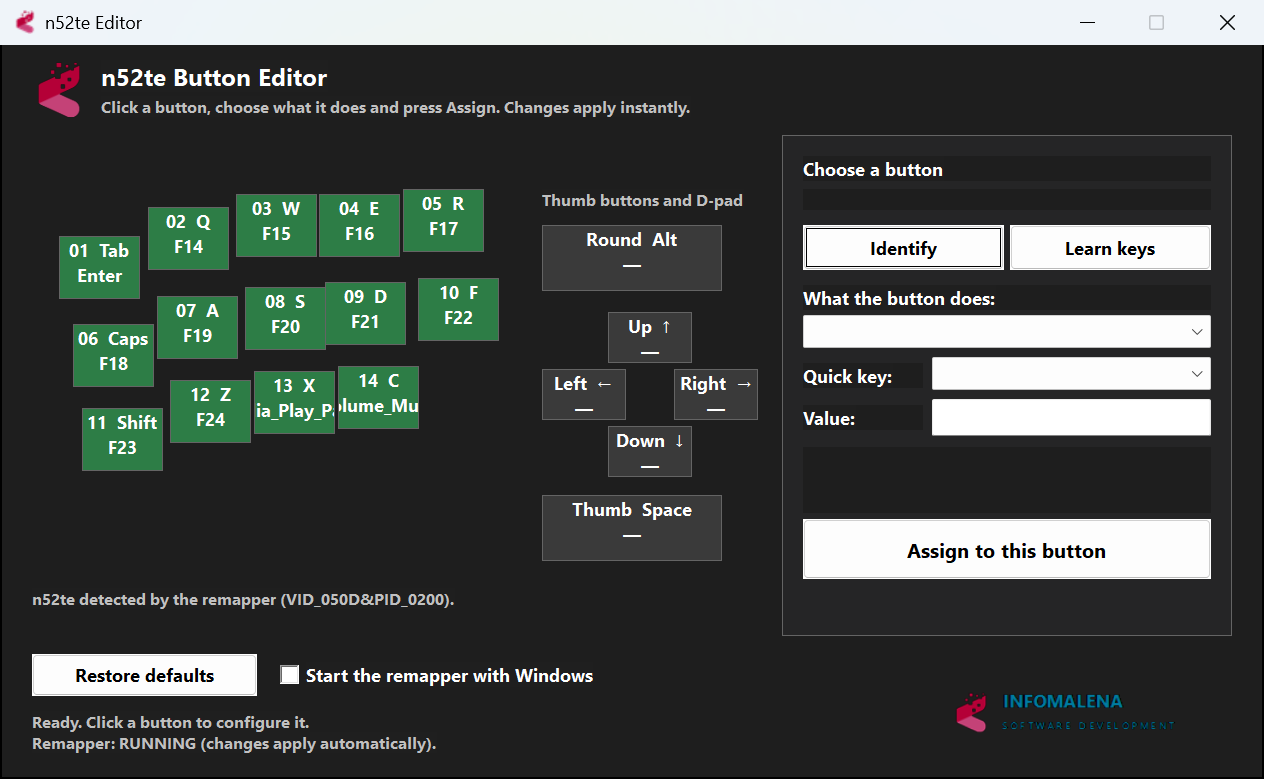 n52te Editor
n52te Button Editor
Click a button, choose what it does and press Assign. Changes apply instantly.
01 Tab
Enter
02 Q
F14
03 W
F15
04 E
F16
05 R
F17
06 Caps
F18
07 A
F19
08 S
F20
09 D
F21
10 F
F22
11 Shift
F23
12 Z
F24
13 X
ia_Play_Pa
14 C
olume_Mu
Thumb buttons and D-pad
Round Alt
—
Up ↑
—
Left ←
—
Right →
—
Down ↓
—
Thumb Space
—
Choose a button
Identify
Learn keys
What the button does:
Quick key:
Value:
Assign to this button
n52te detected by the remapper (VID_050D&PID_0200).
Restore defaults
Start the remapper with Windows
Ready. Click a button to configure it.
Remapper: RUNNING (changes apply automatically).
INFOMALENA
SOFTWARE DEVELOPMENT